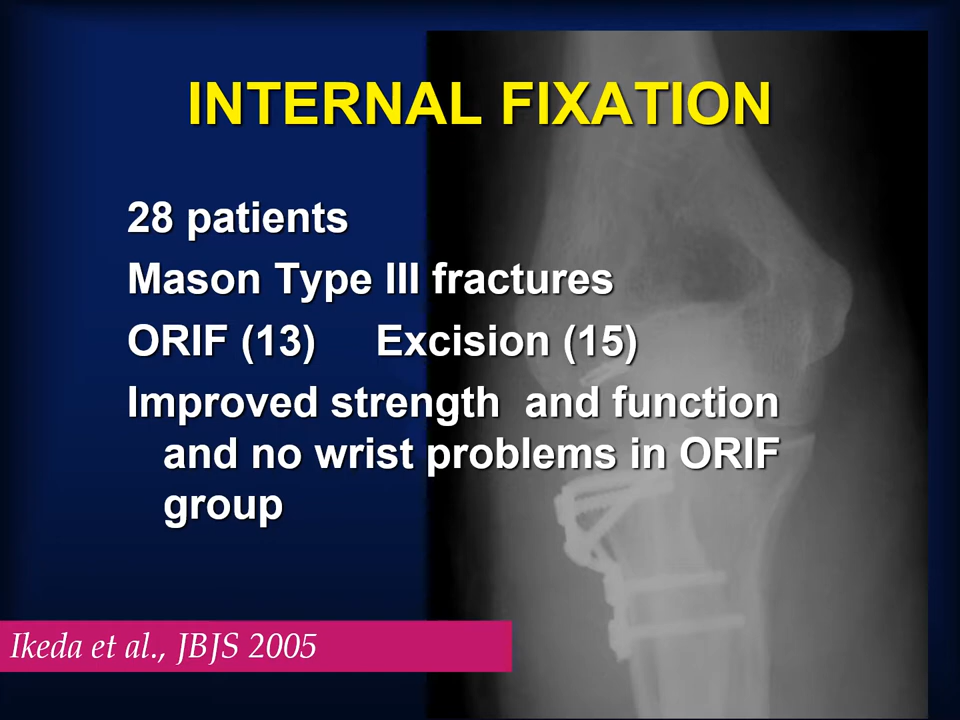 INTERNAL FIXATION
28 patients
Mason Type III fractures
ORIF (13) Excision (15)
Improved strength and function
and no wrist problems in ORIF
group
Ikeda et al., JBJS 2005